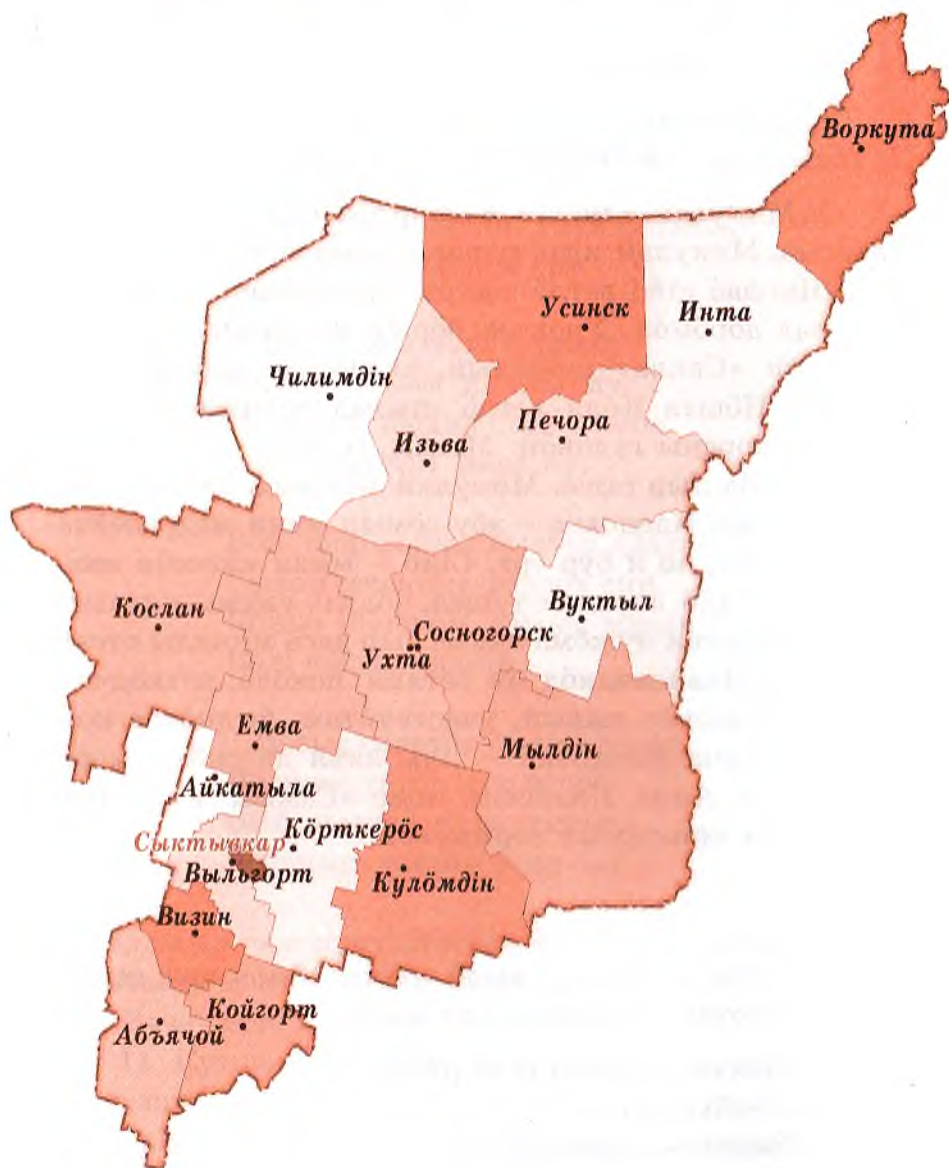 Воркута
Усинск
Инта
Чилимдін
Печора
Изьва
Вуктыл
Кослан
Сосногорск
Ухта
Емва
Мылдін
Айкатыла
Кӧрткерӧс
Сыктывкар
Выльгорт
Кулӧмдін
Визин
Койгорт
Абъячой